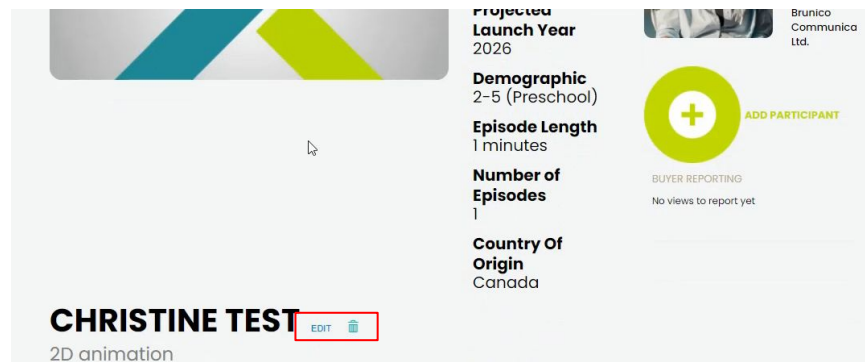 Projected
Launch Year
2026
Demographic
2-5 (Preschool)
Episode Length
1 minutes
Number of
Episodes
1
Country Of
Origin
Canada
Brunico
Communica
Ltd.
ADD PARTICIPANT
BUYER REPORTING
No views to report yet
CHRISTINE TEST EDIT
2D animation